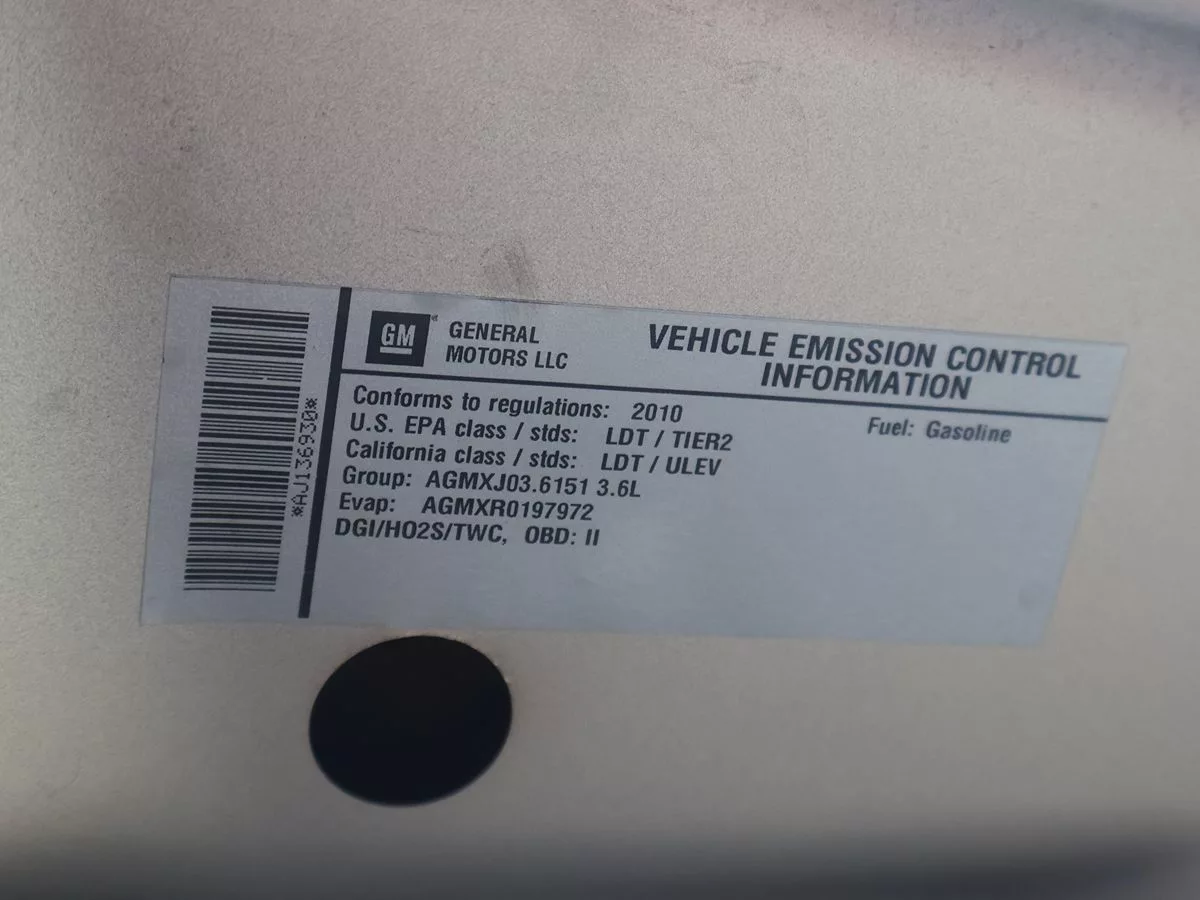 *AJ136930*
GM
GENERAL
MOTORS LLC
VEHICLE EMISSION CONTROL
INFORMATION
Conforms to regulations: 2010
Fuel: Gasoline
U.S. EPA class / stds: LDT / TIER2
California class / stds: LDT / ULEV
Group: AGMXJ03.6151 3.6L
Evap: AGMXR0197972
DGI/HO2S/TWC, OBD: II